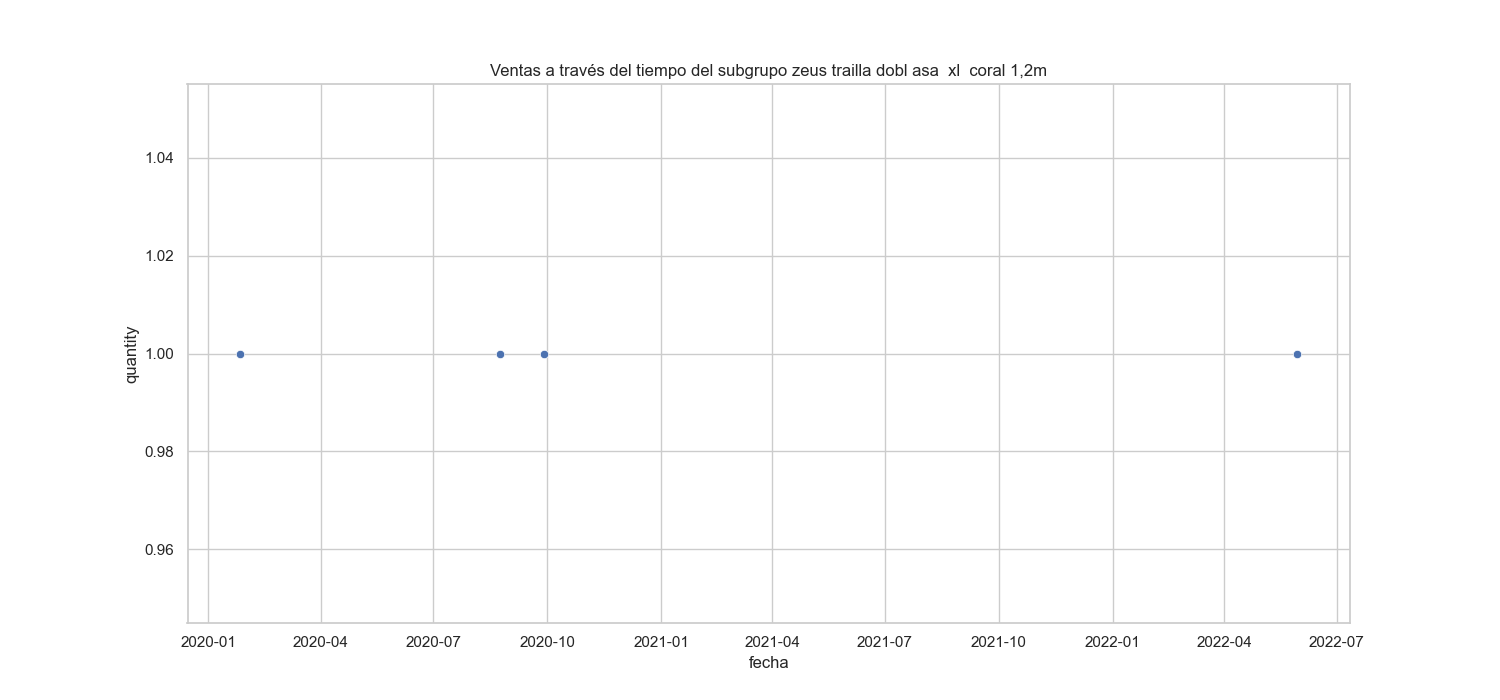 Ventas a través del tiempo del subgrupo zeus trailla dobl asa  xl  coral 1,2m
1.04
1.02
1.00
0.98
0.96
quantity
2020-01 2020-04 2020-07 2020-10 2021-01 2021-04 2021-07 2021-10 2022-01 2022-04 2022-07
fecha